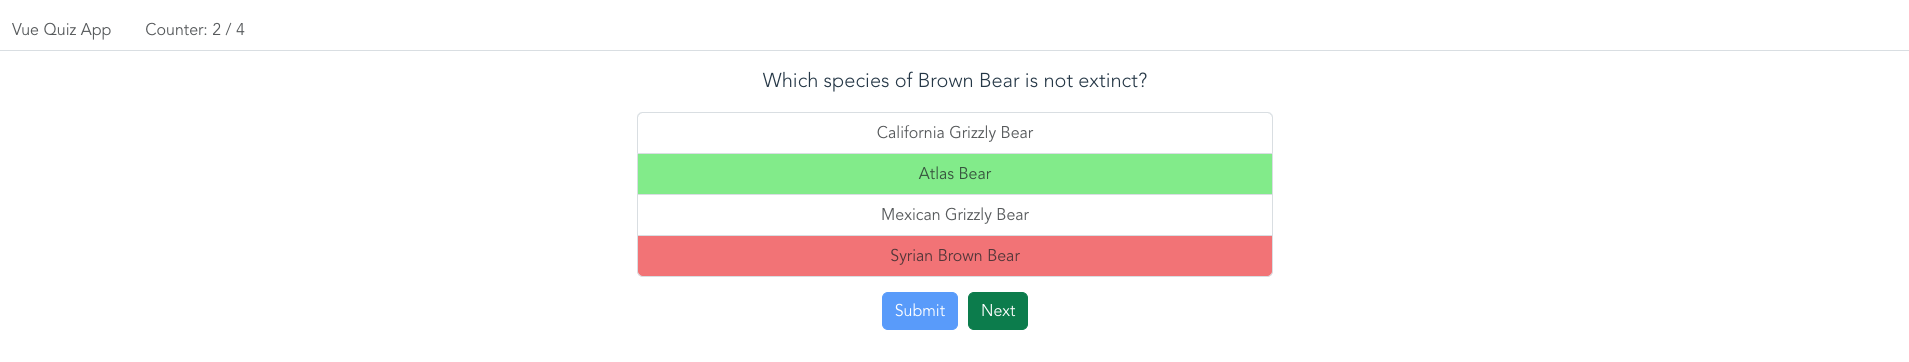 Vue Quiz App Counter: 2 / 4
Which species of Brown Bear is not extinct?
California Grizzly Bear
Atlas Bear
Mexican Grizzly Bear
Syrian Brown Bear
Submit Next